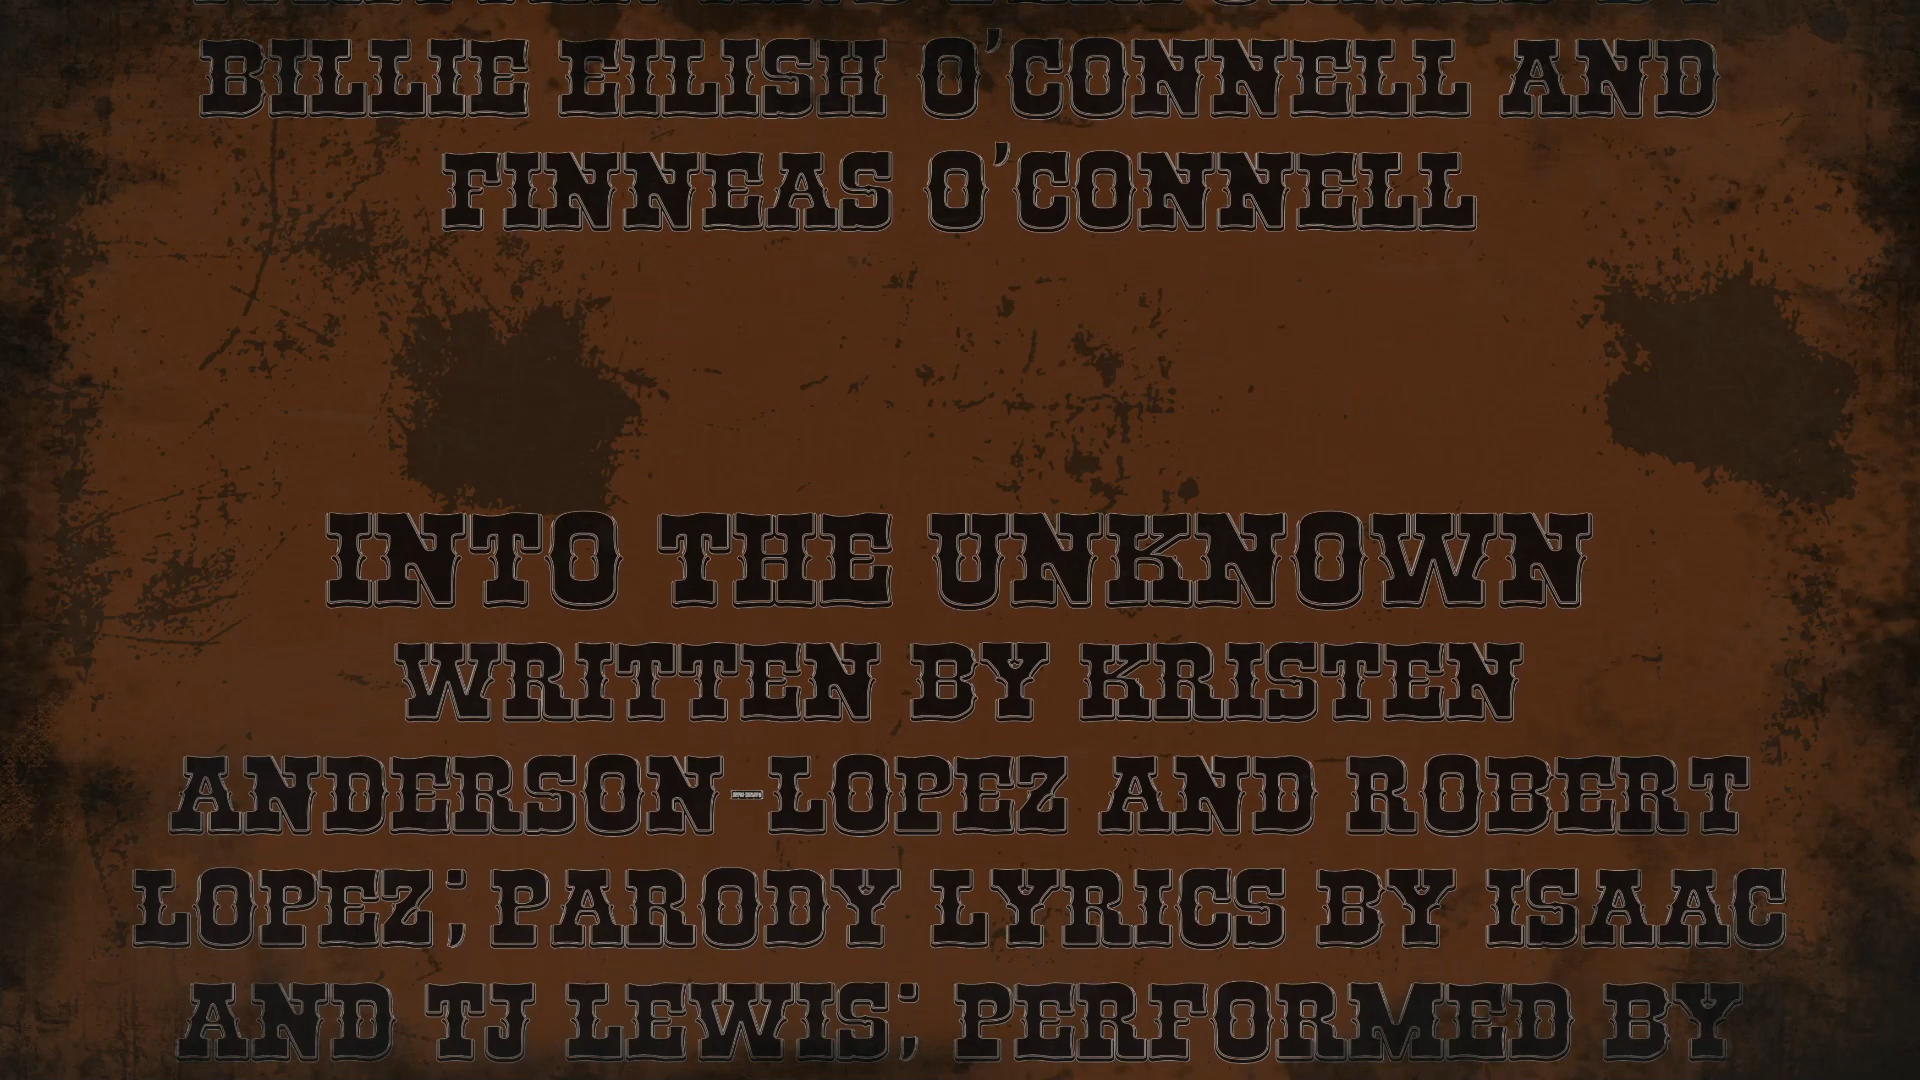 BILLIE EILISH O'CONNELL AND
FINNEAS O'CONNELL
INTO THE UNKNOWN
WRITTEN BY KRISTEN
ANDERSON-LOPEZ AND ROBERT
LOPEZ; PARODY LYRICS BY ISAAC
AND TJ LEWIS; PERFORMED BY